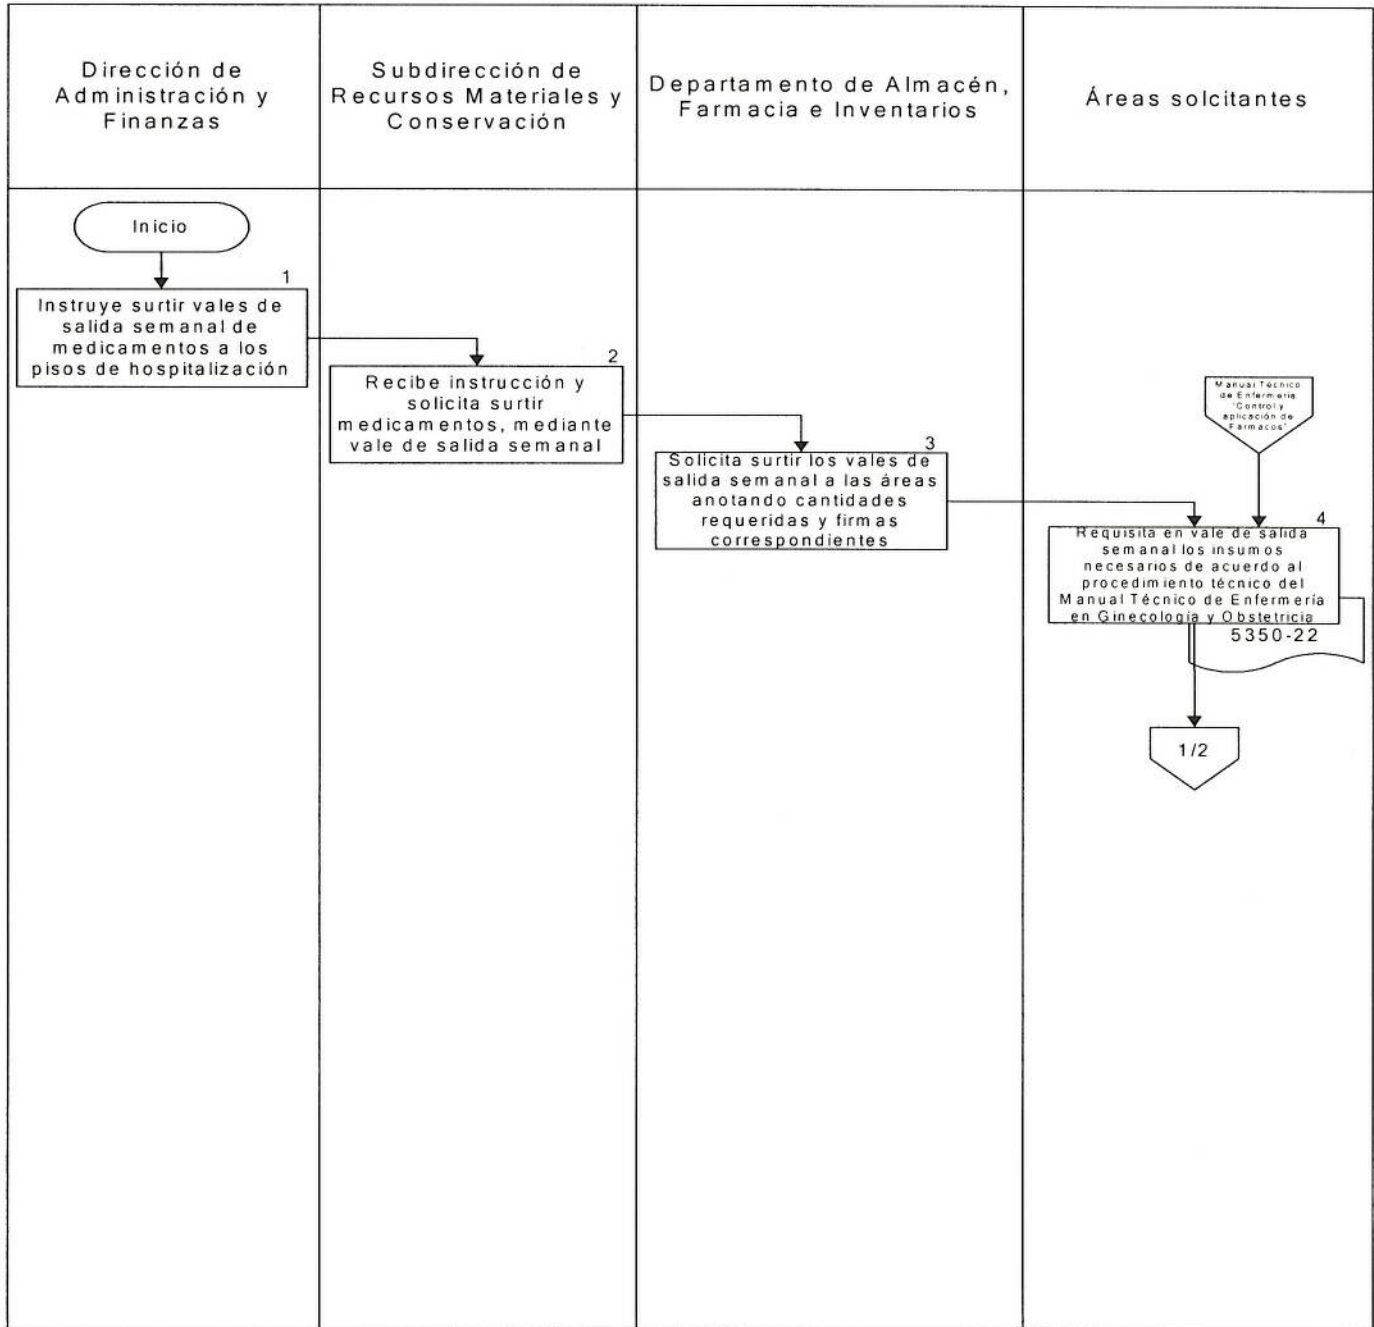 Dirección de
Administración y
Finanzas
Subdirección de
Recursos Materiales y
Conservación
Departamento de Almacén,
Farmacia e Inventarios
Áreas solcitantes
Inicio
1
Instruye surtir vales de
salida semanal de
medicamentos a los
pisos de hospitalización
2
Recibe instrucción y
solicita surtir
medicamentos, mediante
vale de salida semanal
3
Solicita surtir los vales de
salida semanal a las áreas
anotando cantidades
requeridas y firmas
correspondientes
Manual Técnico
de Enfermería
"Control y
aplicación de
Fármacos"
4
Requisita en vale de salida
semanal los insumos
necesarios de acuerdo al
procedimiento técnico del
Manual Técnico de Enfermería
en Ginecología y Obstetricia
5350-22
1/2